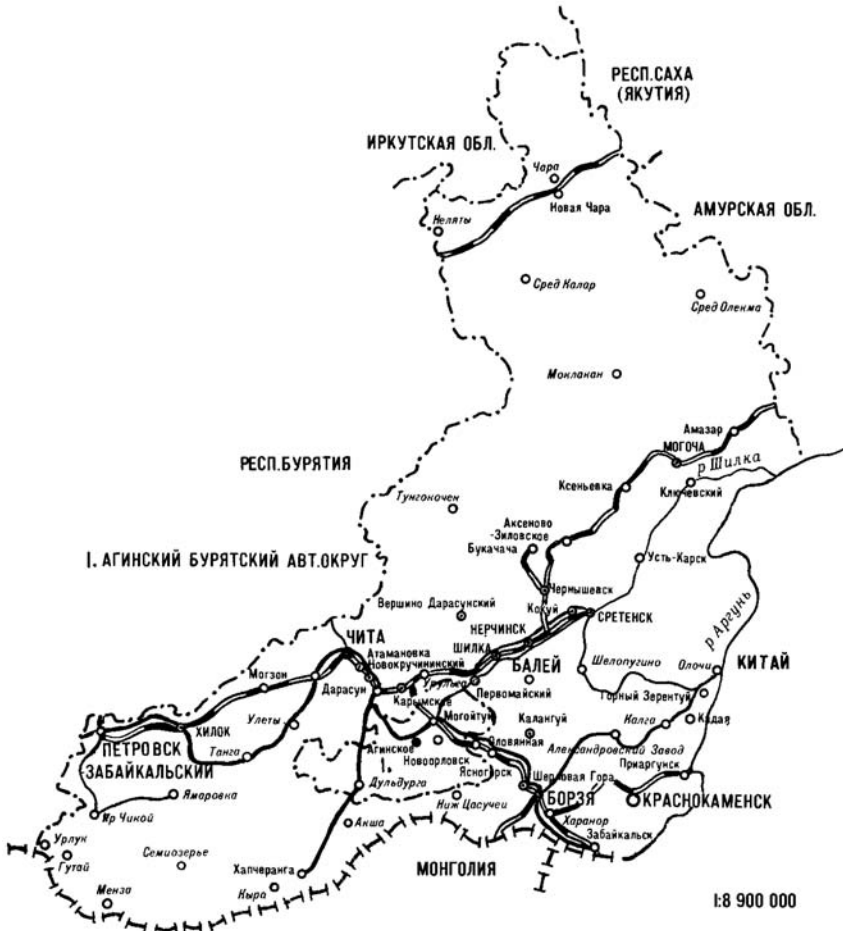 РЕСП.САХА
(ЯКУТИЯ)
ИРКУТСКАЯ ОБЛ.
Чара
Новая Чара
АМУРСКАЯ ОБЛ.
Неляты
Сред Калар
Сред Олекма
Моклакан
Амазар
МОГОЧА
р Шилка
РЕСП.БУРЯТИЯ
Ксеньевка
Ключевский
Тунгокочен
Аксеново
-Зиловское
Букачача
I. АГИНСКИЙ БУРЯТСКИЙ АВТ.ОКРУГ
Усть-Карск
Чернышевск
Вершино Дарасунский
Кокуй
СРЕТЕНСК
НЕРЧИНСК
р Аргунь
ЧИТА
ШИЛКА
Атамановка
Новокручининский
БАЛЕЙ
Шелопугино
Олочи
КИТАЙ
Могзон
Дарасун
Урульга
Первомайский
Горный Зерентуй
Карымское
Улеты
Могойтуй
Калангуй
Калга
Кадая
ХИЛОК
ПЕТРОВСК
ЗАБАЙКАЛЬСКИЙ
Танга
Агинское
Оловянная
Александровский Завод
Новоорловск
Приаргунск
Ясногорск
Шерловая Гора
Дульдурга
Ямаровка
Ниж Цасучеи
БОРЗЯ
КРАСНОКАМЕНСК
Кр Чикой
Акша
Харанор
Забайкальск
Урлук
Гутай
Семиозерье
Хапчеранга
МОНГОЛИЯ
Кыра
Менза
1:8 900 000